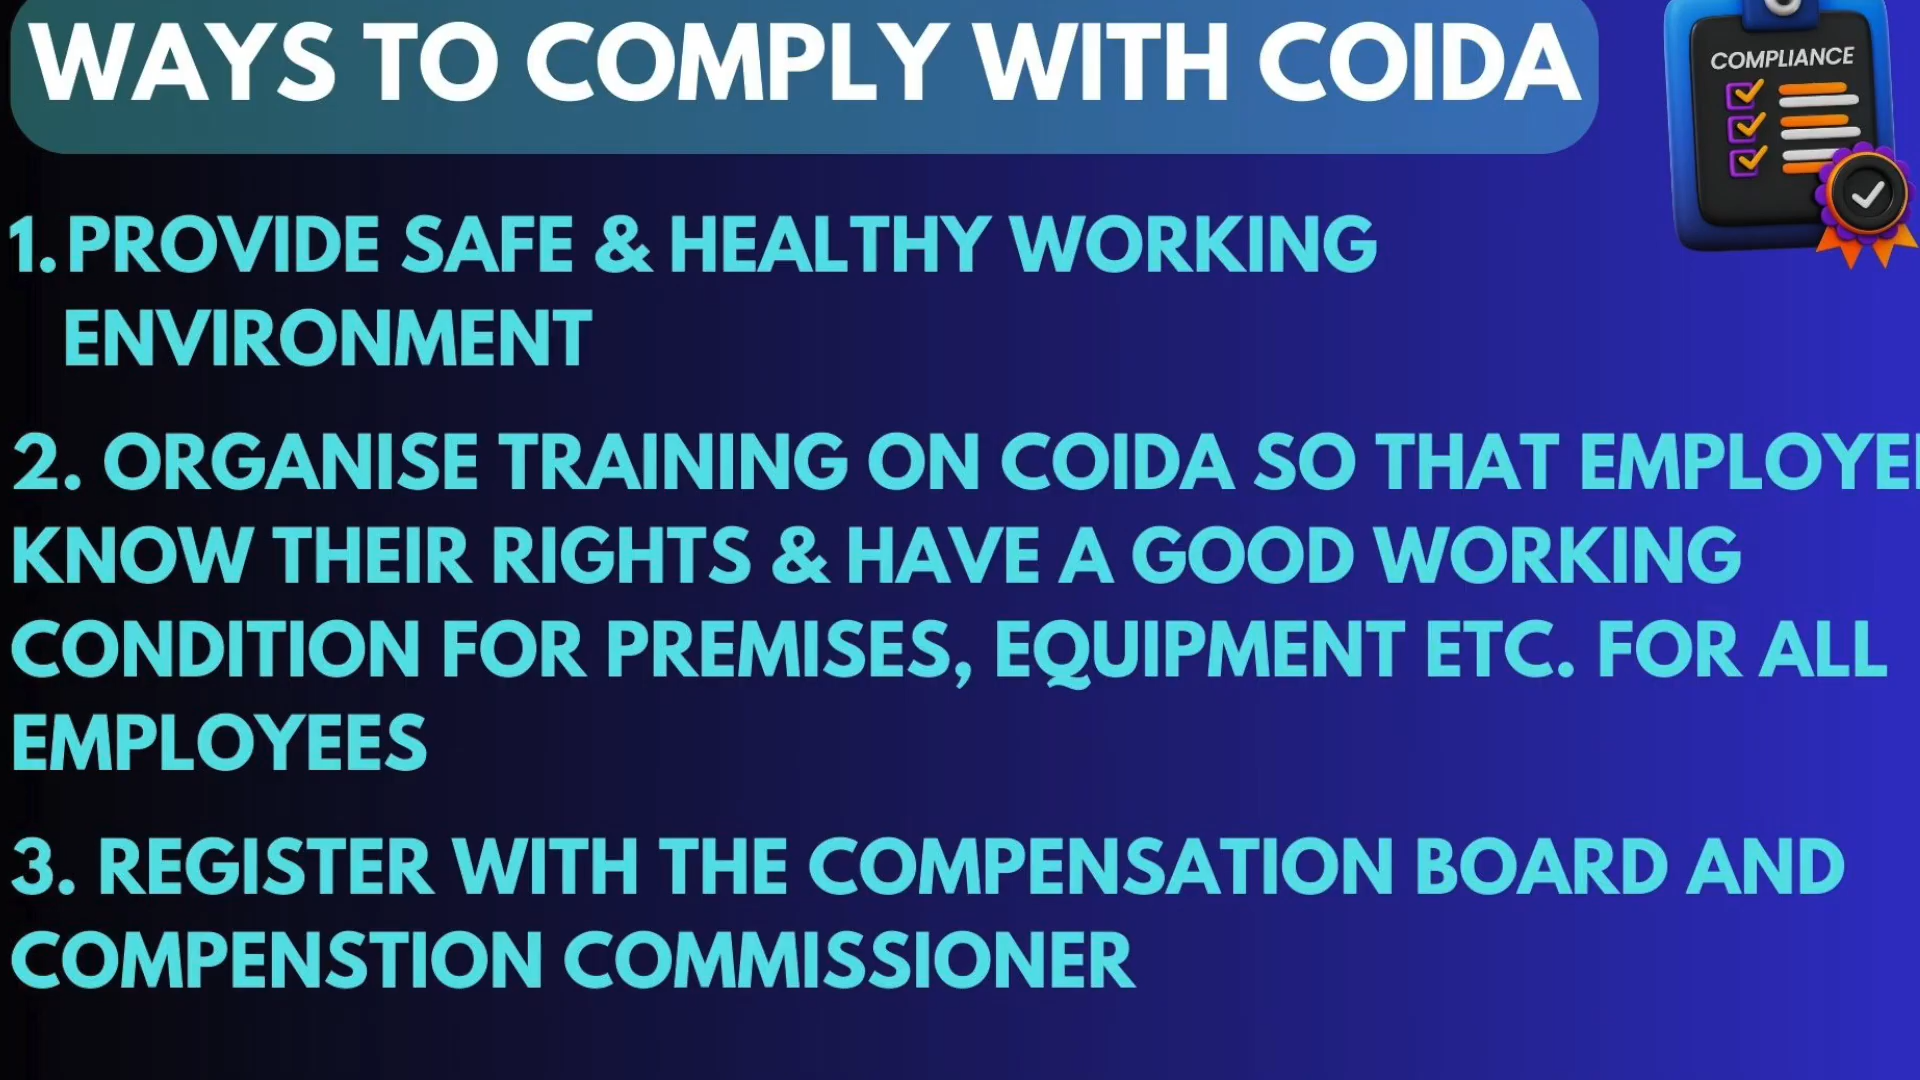 WAYS TO COMPLY WITH COIDA
COMPLIANCE
1. PROVIDE SAFE & HEALTHY WORKING
ENVIRONMENT
2. ORGANISE TRAINING ON COIDA SO THAT
KNOW THEIR RIGHTS & HAVE A GOOD WORKING
CONDITION FOR PREMISES, EQUIPMENT ETC. FOR ALL
EMPLOYEES
3. REGISTER WITH THE COMPENSATION BOARD AND
COMPENSTION COMMISSIONER